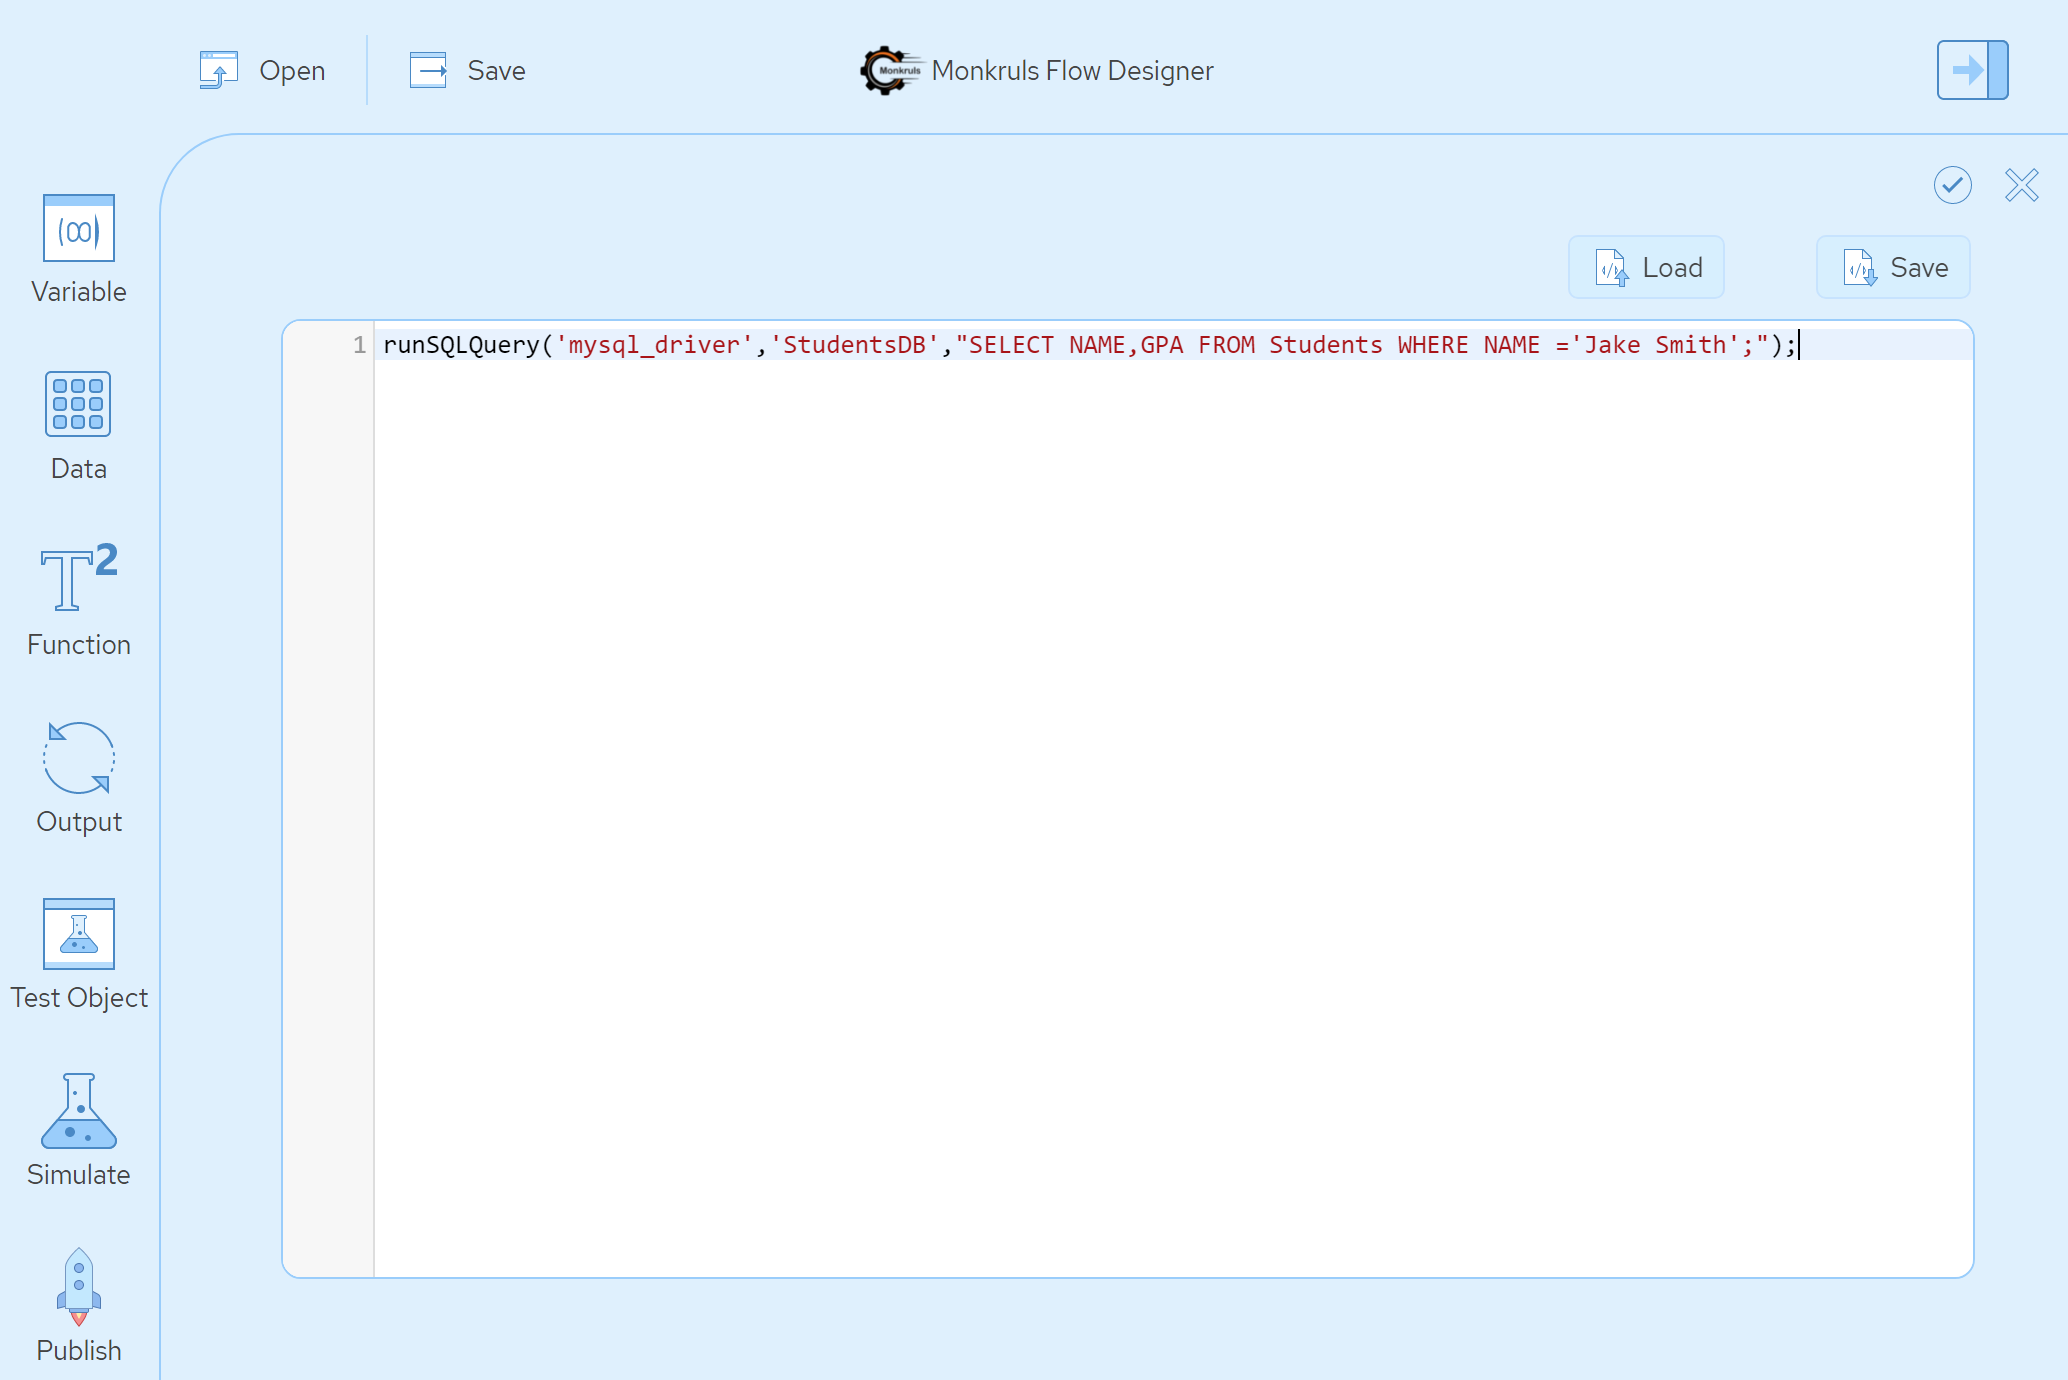 Open
Save
Monkruls
Monkruls Flow Designer
(∞)
Variable
Load
Save
1 runSQLQuery('mysql_driver','StudentsDB',"SELECT NAME,GPA FROM Students WHERE NAME ='Jake Smith';");
Data
T2
Function
Output
Test Object
Simulate
Publish